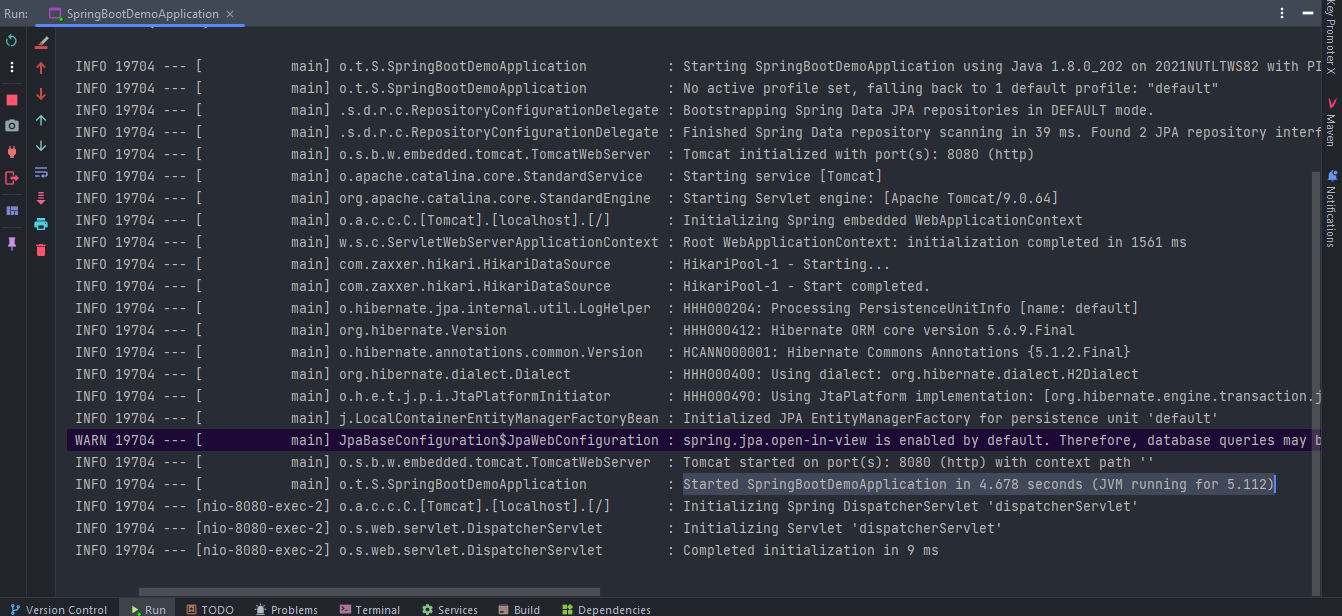 Run: SpringBootDemoApplication ×
INFO 19704 --- [           main] o.t.S.SpringBootDemoApplication          : Starting SpringBootDemoApplication using Java 1.8.0_202 on 2021NUTLTWS82 with PI
INFO 19704 --- [           main] o.t.S.SpringBootDemoApplication          : No active profile set, falling back to 1 default profile: "default"
INFO 19704 --- [           main] .s.d.r.c.RepositoryConfigurationDelegate : Bootstrapping Spring Data JPA repositories in DEFAULT mode.
INFO 19704 --- [           main] .s.d.r.c.RepositoryConfigurationDelegate : Finished Spring Data repository scanning in 39 ms. Found 2 JPA repository interf
INFO 19704 --- [           main] o.s.b.w.embedded.tomcat.TomcatWebServer  : Tomcat initialized with port(s): 8080 (http)
INFO 19704 --- [           main] o.apache.catalina.core.StandardService   : Starting service [Tomcat]
INFO 19704 --- [           main] org.apache.catalina.core.StandardEngine  : Starting Servlet engine: [Apache Tomcat/9.0.64]
INFO 19704 --- [           main] o.a.c.c.C.[Tomcat].[localhost].[/]       : Initializing Spring embedded WebApplicationContext
INFO 19704 --- [           main] w.s.c.ServletWebServerApplicationContext : Root WebApplicationContext: initialization completed in 1561 ms
INFO 19704 --- [           main] com.zaxxer.hikari.HikariDataSource       : HikariPool-1 - Starting...
INFO 19704 --- [           main] com.zaxxer.hikari.HikariDataSource       : HikariPool-1 - Start completed.
INFO 19704 --- [           main] o.hibernate.jpa.internal.util.LogHelper  : HHH000204: Processing PersistenceUnitInfo [name: default]
INFO 19704 --- [           main] org.hibernate.Version                    : HHH000412: Hibernate ORM core version 5.6.9.Final
INFO 19704 --- [           main] o.hibernate.annotations.common.Version   : HCANN000001: Hibernate Commons Annotations {5.1.2.Final}
INFO 19704 --- [           main] org.hibernate.dialect.Dialect            : HHH000400: Using dialect: org.hibernate.dialect.H2Dialect
INFO 19704 --- [           main] o.h.e.t.j.p.i.JtaPlatformInitiator       : HHH000490: Using JtaPlatform implementation: [org.hibernate.engine.transaction.j
INFO 19704 --- [           main] j.LocalContainerEntityManagerFactoryBean : Initialized JPA EntityManagerFactory for persistence unit 'default'
WARN 19704 --- [           main] JpaBaseConfiguration$JpaWebConfiguration : spring.jpa.open-in-view is enabled by default. Therefore, database queries may b
INFO 19704 --- [           main] o.s.b.w.embedded.tomcat.TomcatWebServer  : Tomcat started on port(s): 8080 (http) with context path ''
INFO 19704 --- [           main] o.t.S.SpringBootDemoApplication          : Started SpringBootDemoApplication in 4.678 seconds (JVM running for 5.112)
INFO 19704 --- [nio-8080-exec-2] o.a.c.c.C.[Tomcat].[localhost].[/]       : Initializing Spring DispatcherServlet 'dispatcherServlet'
INFO 19704 --- [nio-8080-exec-2] o.s.web.servlet.DispatcherServlet        : Initializing Servlet 'dispatcherServlet'
INFO 19704 --- [nio-8080-exec-2] o.s.web.servlet.DispatcherServlet        : Completed initialization in 9 ms
Key Promoter X
Maven
Notifications
Version Control Run TODO Problems Terminal Services Build Dependencies